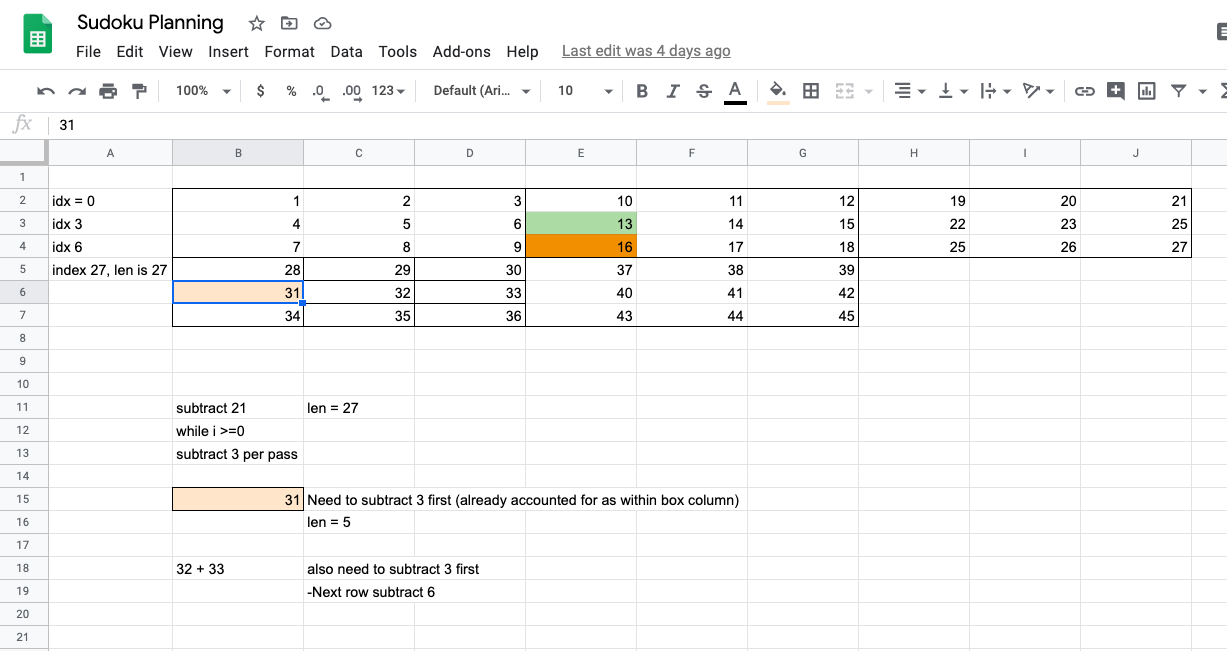 Sudoku Planning
File Edit View Insert Format Data Tools Add-ons Help Last edit was 4 days ago
100% $ % .0 .00 123 Default (Ari... 10 B I S A
fx 31
A B C D E F G H I J
1
2 idx = 0 1 2 3 10 11 12 19 20 21
3 idx 3 4 5 6 13 14 15 22 23 25
4 idx 6 7 8 9 16 17 18 25 26 27
5 index 27, len is 27 28 29 30 37 38 39
6 31 32 33 40 41 42
7 34 35 36 43 44 45
8
9
10
11 subtract 21 len = 27
12 while i >=0
13 subtract 3 per pass
14
15 31 Need to subtract 3 first (already accounted for as within box column)
16 len = 5
17
18 32 + 33 also need to subtract 3 first
19 -Next row subtract 6
20
21